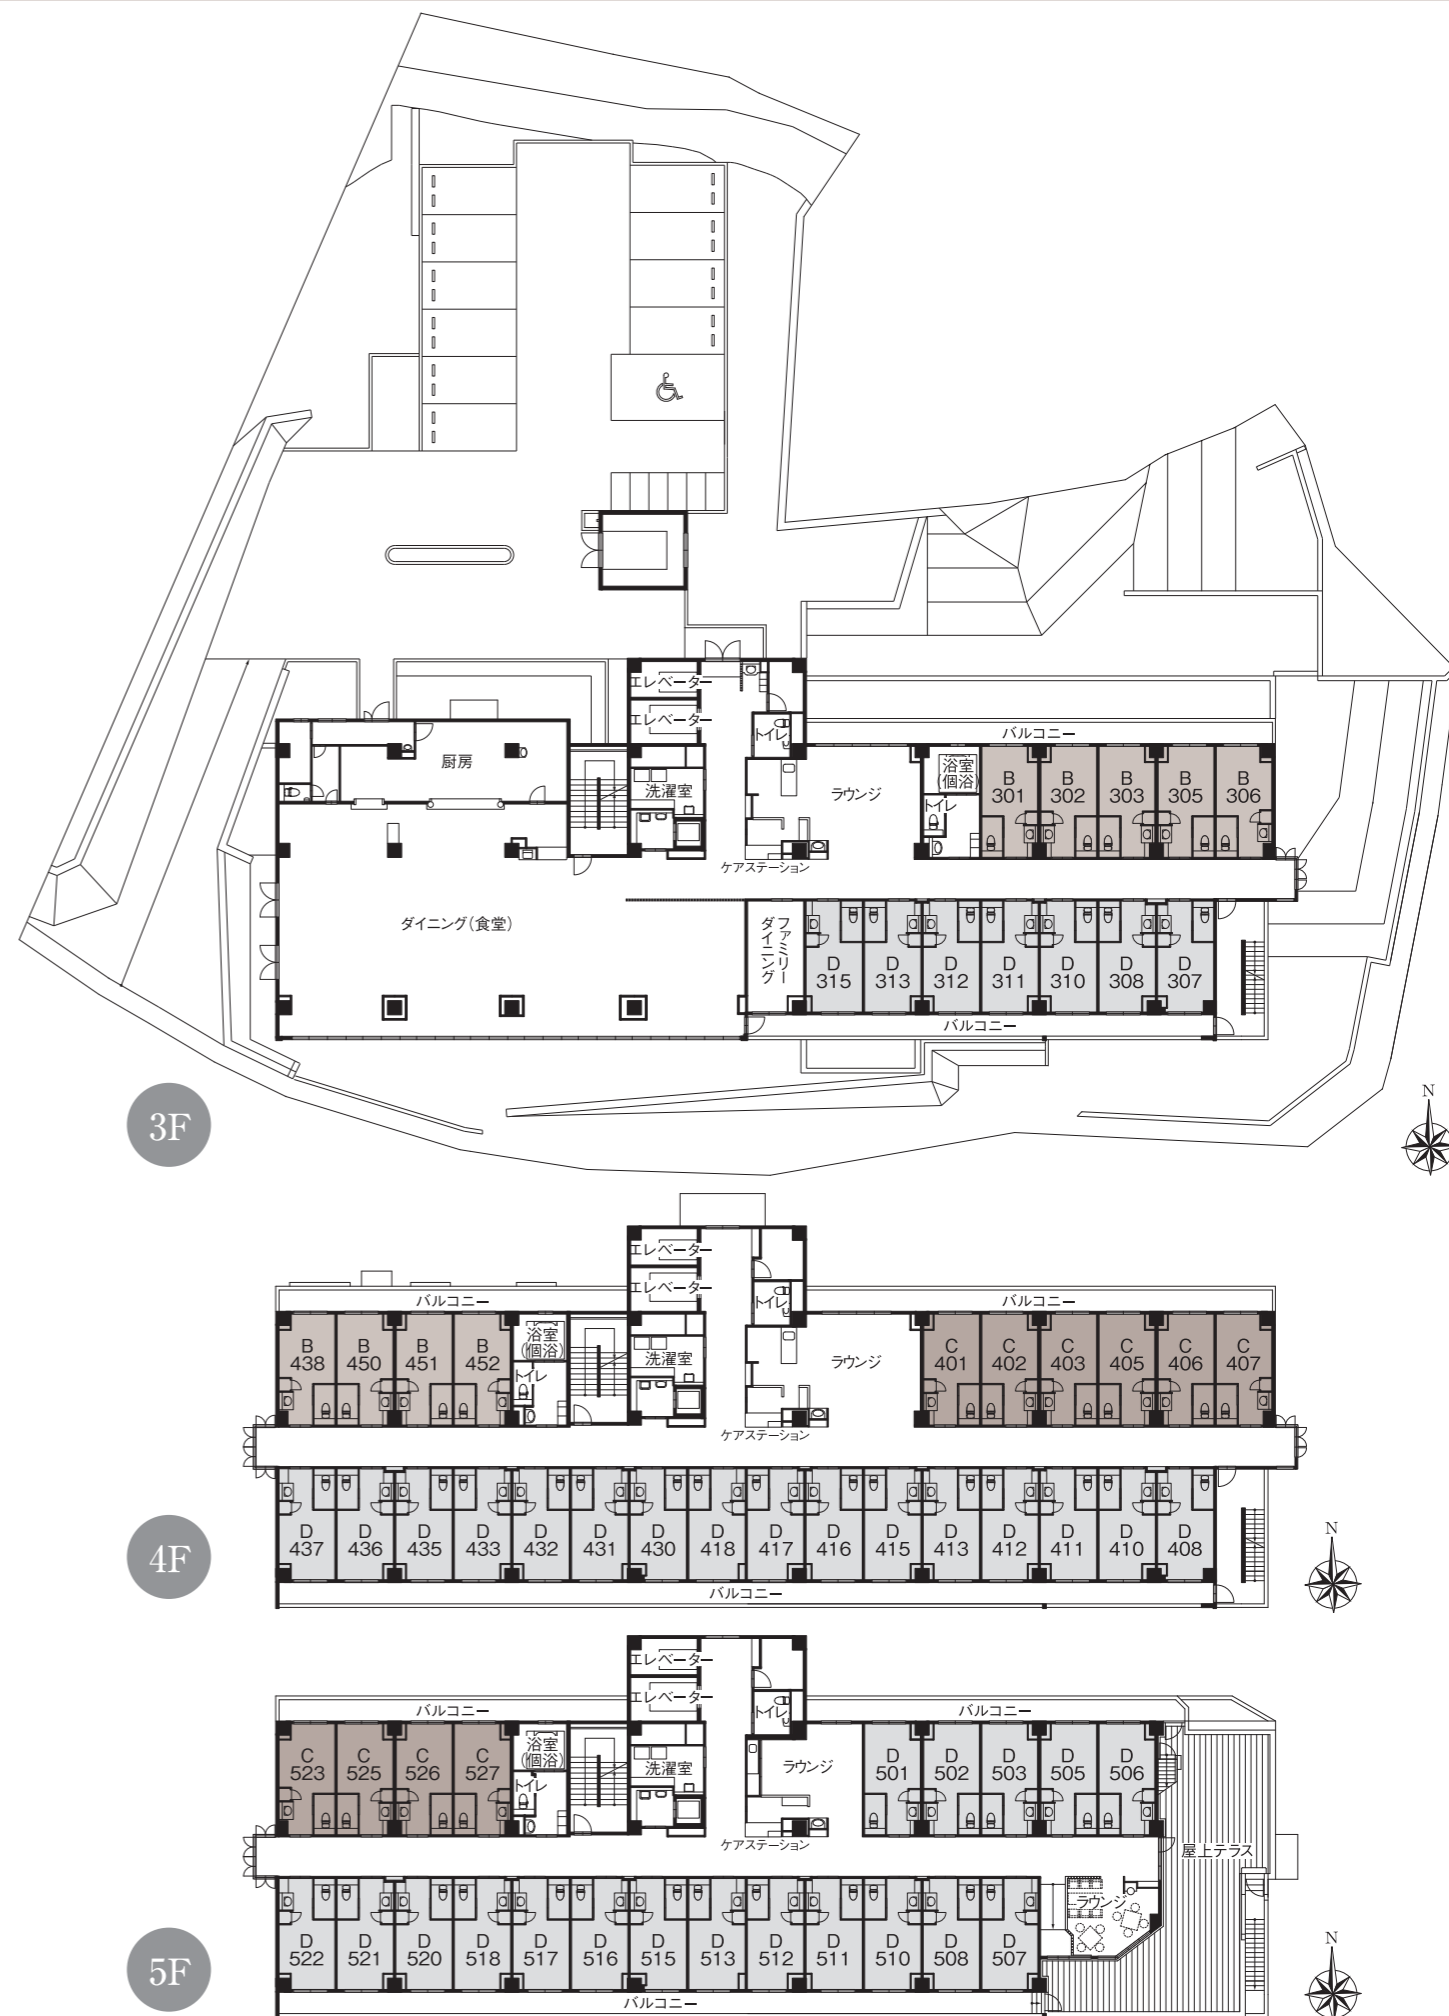 エレベーター
エレベーター
トイレ
バルコニー
厨房
洗濯室
ラウンジ
浴室
(個浴)
トイレ
B
301
B
302
B
303
B
305
B
306
ケアステーション
ダイニング(食堂)
ファミリー
ダイニング
D
315
D
313
D
312
D
311
D
310
D
308
D
307
バルコニー
3F
N
エレベーター
エレベーター
トイレ
バルコニー
バルコニー
B
438
B
450
B
451
B
452
浴室
(個浴)
トイレ
洗濯室
ラウンジ
C
401
C
402
C
403
C
405
C
406
C
407
ケアステーション
D
437
D
436
D
435
D
433
D
432
D
431
D
430
D
418
D
417
D
416
D
415
D
413
D
412
D
411
D
410
D
408
バルコニー
4F
N
エレベーター
エレベーター
トイレ
バルコニー
バルコニー
C
523
C
525
C
526
C
527
浴室
(個浴)
トイレ
洗濯室
ラウンジ
D
501
D
502
D
503
D
505
D
506
ケアステーション
屋上テラス
ラウンジ
D
522
D
521
D
520
D
518
D
517
D
516
D
515
D
513
D
512
D
511
D
510
D
508
D
507
バルコニー
5F
N